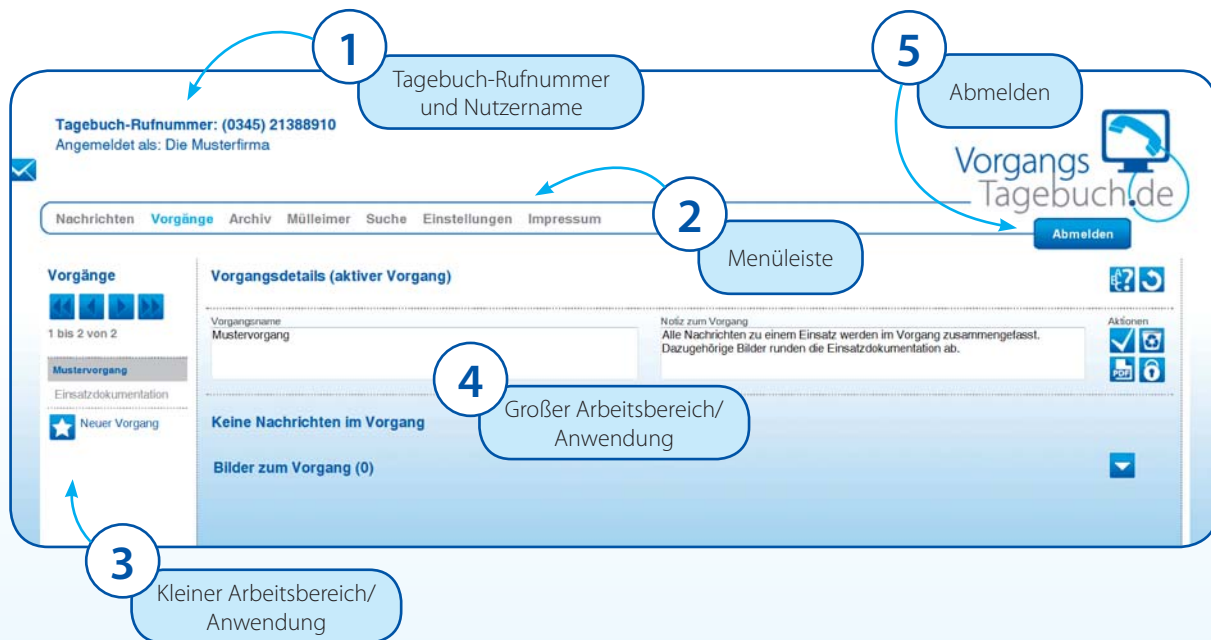 1
Tagebuch-Rufnummer
und Nutzername
5
Abmelden
Tagebuch-Rufnummer: (0345) 21388910
Angemeldet als: Die Musterfirma
Vorgangs
Tagebuch.de
Nachrichten Vorgänge Archiv Mülleimer Suche Einstellungen Impressum
2
Menüleiste
Abmelden
Vorgänge
1 bis 2 von 2
Mustervorgang
Einsatzdokumentation
Neuer Vorgang
Vorgangsdetails (aktiver Vorgang)
Vorgangsname
Mustervorgang
Notiz zum Vorgang
Alle Nachrichten zu einem Einsatz werden im Vorgang zusammengefasst.
Dazugehörige Bilder runden die Einsatzdokumentation ab.
Aktionen
PDF
4
Großer Arbeitsbereich/
Anwendung
Keine Nachrichten im Vorgang
Bilder zum Vorgang (0)
3
Kleiner Arbeitsbereich/
Anwendung